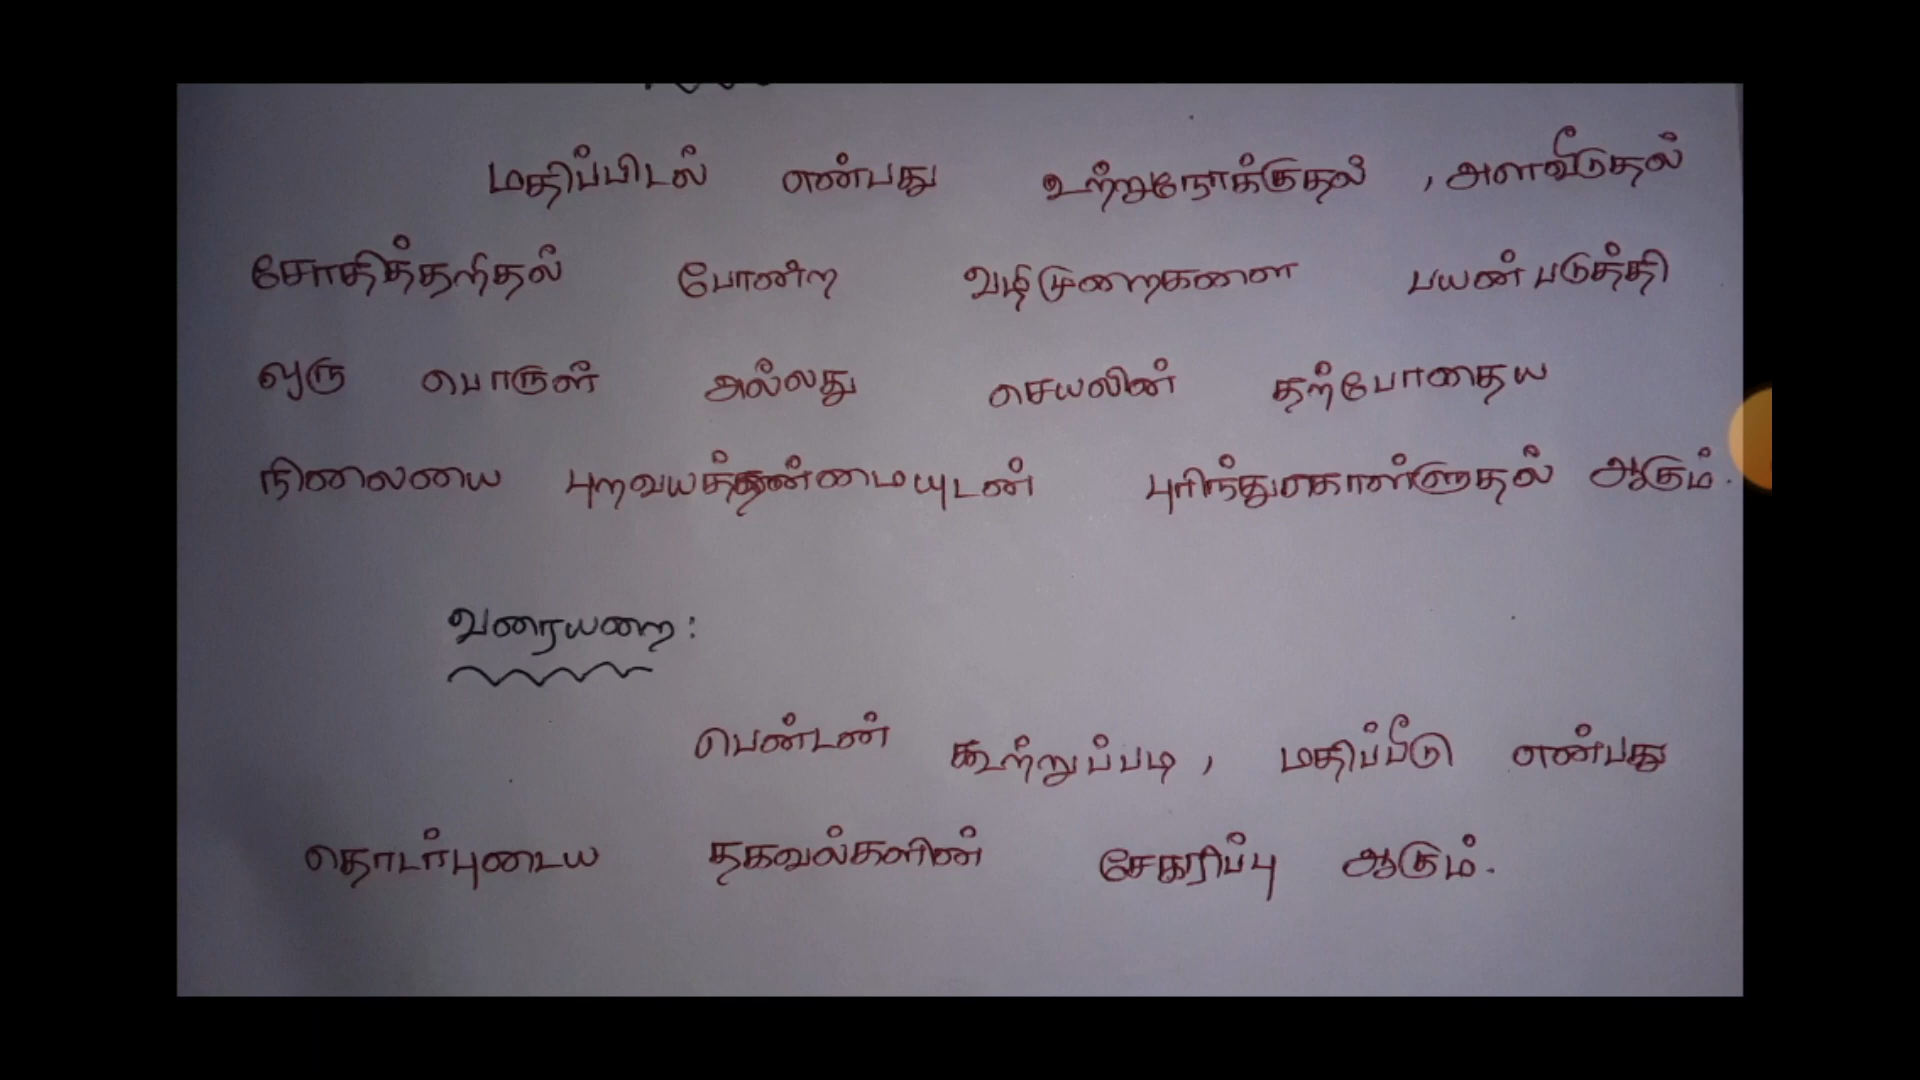 மதிப்பிடல் என்பது உற்றுநோக்குதல் , அளவீடுதல்
சோதித்தறிதல் போன்ற வழிமுறைகளை பயன்படுத்தி
ஒரு பொருள் அல்லது செயலின் தற்போதைய
நிலையை புறவயத்தன்மையுடன் புரிந்துகொள்ளுதல் ஆகும்.
வரையறை :
பென்டன் கூற்றுப்படி , மதிப்பீடு என்பது
தொடர்புடைய தகவல்களின் சேகரிப்பு ஆகும்.